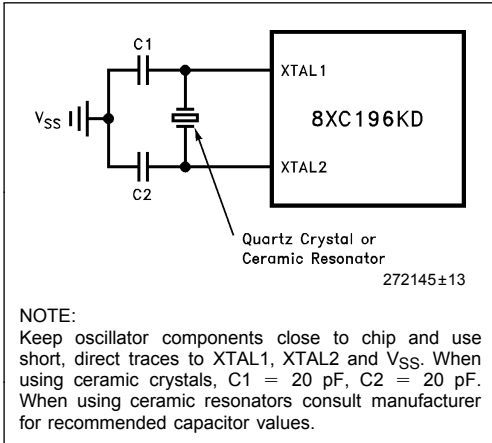 C1
XTAL1
VSS
8XC196KD
XTAL2
C2
Quartz Crystal or
Ceramic Resonator
272145±13
NOTE:
Keep oscillator components close to chip and use
short, direct traces to XTAL1, XTAL2 and VSS. When
using ceramic crystals, C1 = 20 pF, C2 = 20 pF.
When using ceramic resonators consult manufacturer
for recommended capacitor values.